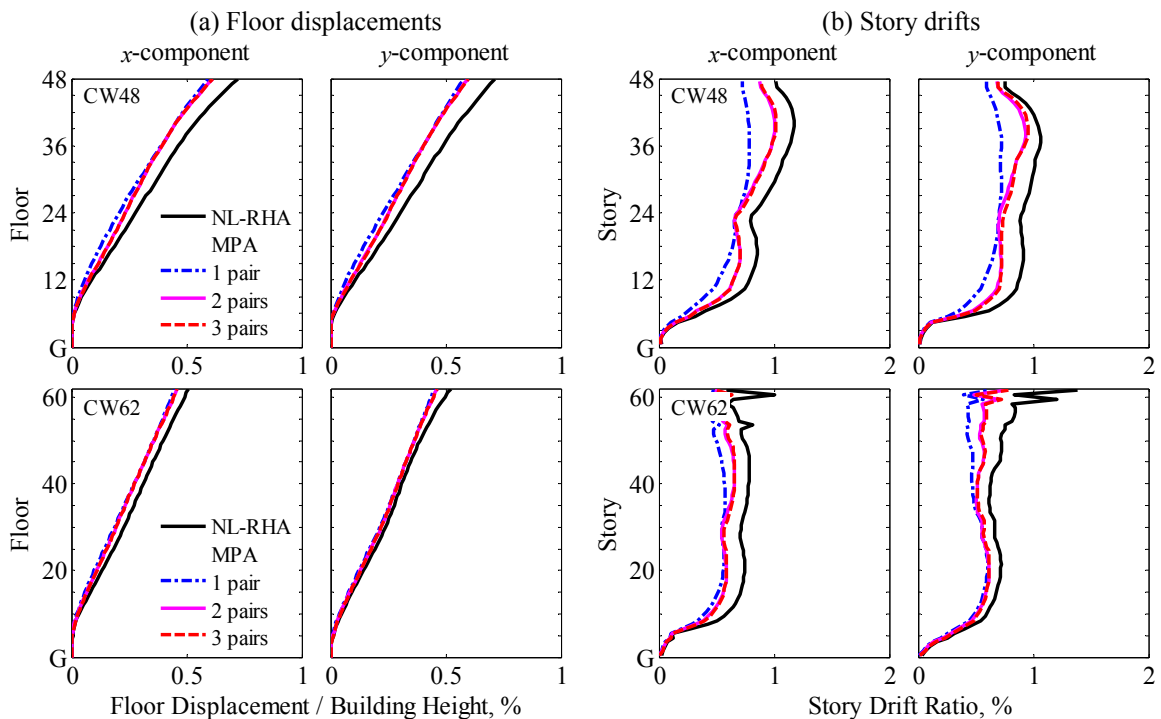 (a) Floor displacements
(b) Story drifts
x-component
y-component
x-component
y-component
48
36
24
12
G
Floor
CW48
NL-RHA
MPA
1 pair
2 pairs
3 pairs
0
0.5
1
0
0.5
1
48
36
24
12
G
Story
CW48
0
1
2
0
1
2
60
40
20
G
Floor
CW62
NL-RHA
MPA
1 pair
2 pairs
3 pairs
0
0.5
1
0
0.5
1
Floor Displacement / Building Height, %
60
40
20
G
Story
CW62
0
1
2
0
1
2
Story Drift Ratio, %